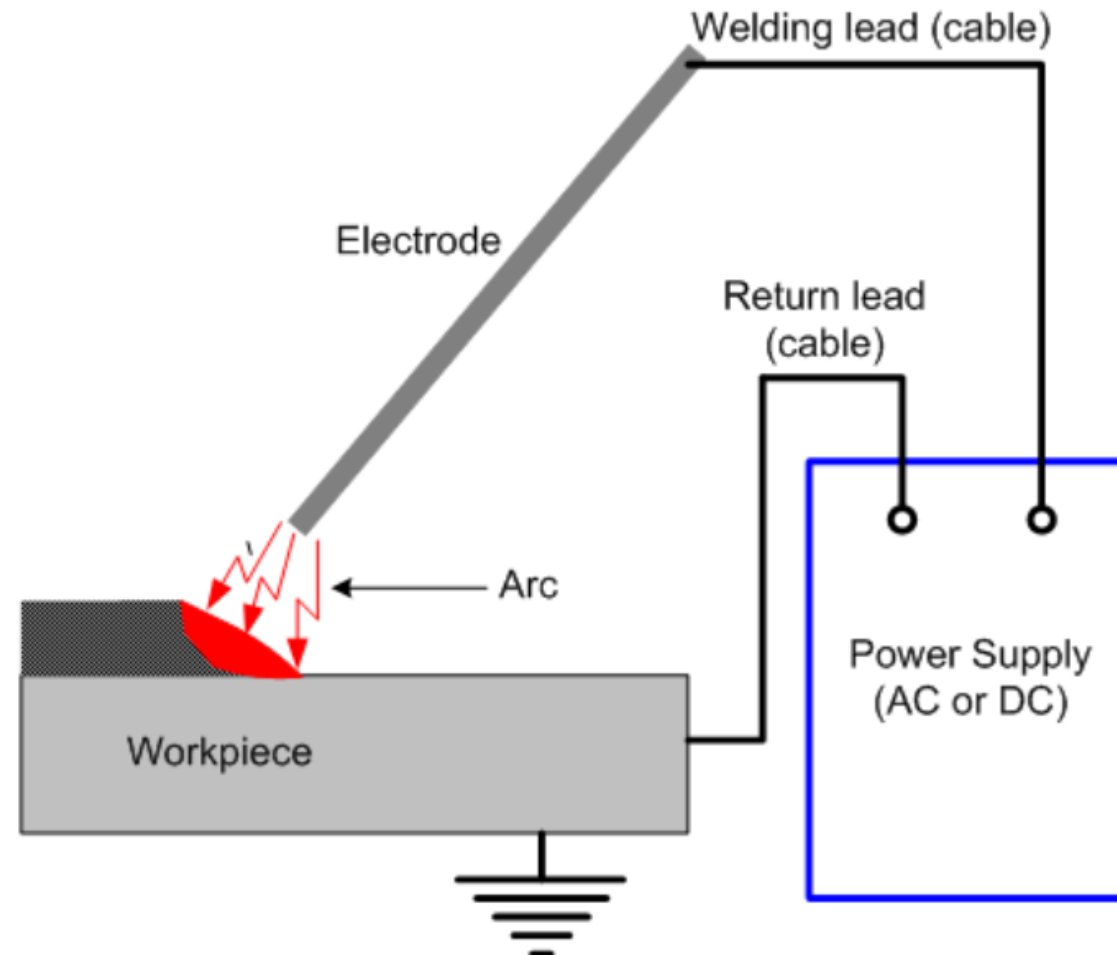 Welding lead (cable)
Electrode
Return lead
(cable)
Arc
Power Supply
(AC or DC)
Workpiece